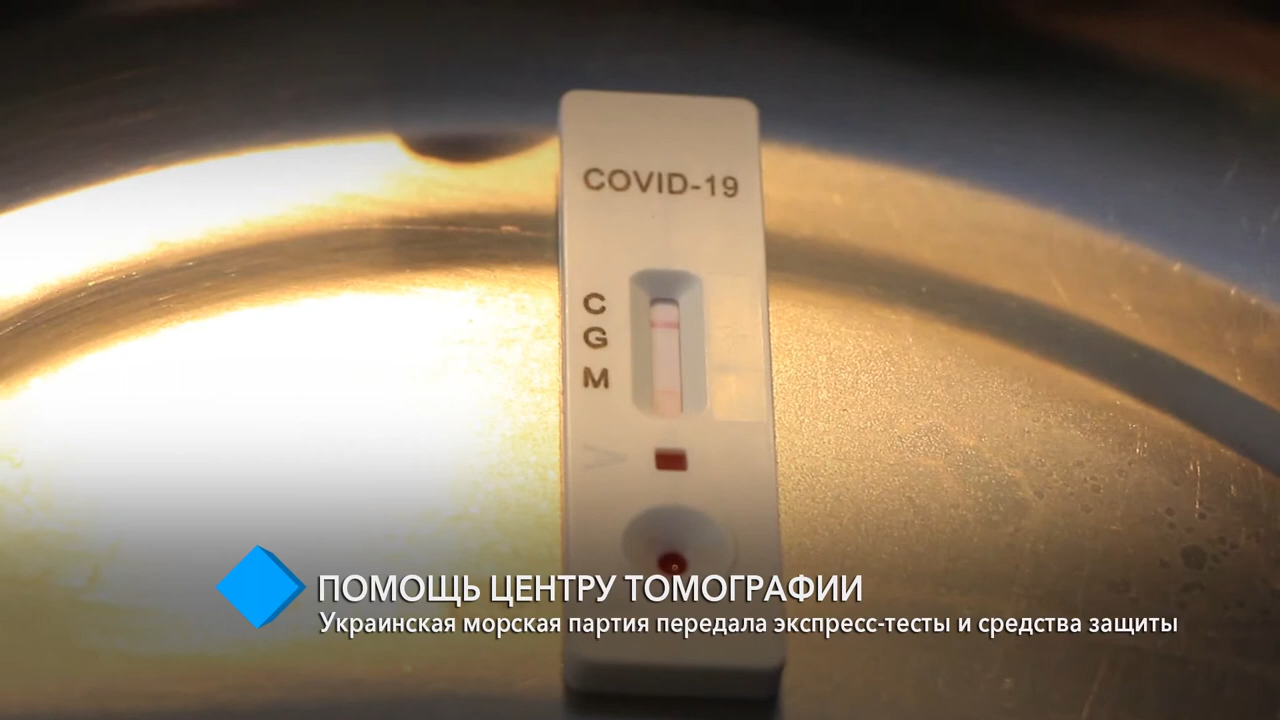 COVID-19
C
G
M
ПОМОЩЬ ЦЕНТРУ ТОМОГРАФИИ
Украинская морская партия передала экспресс-тесты и средства защиты